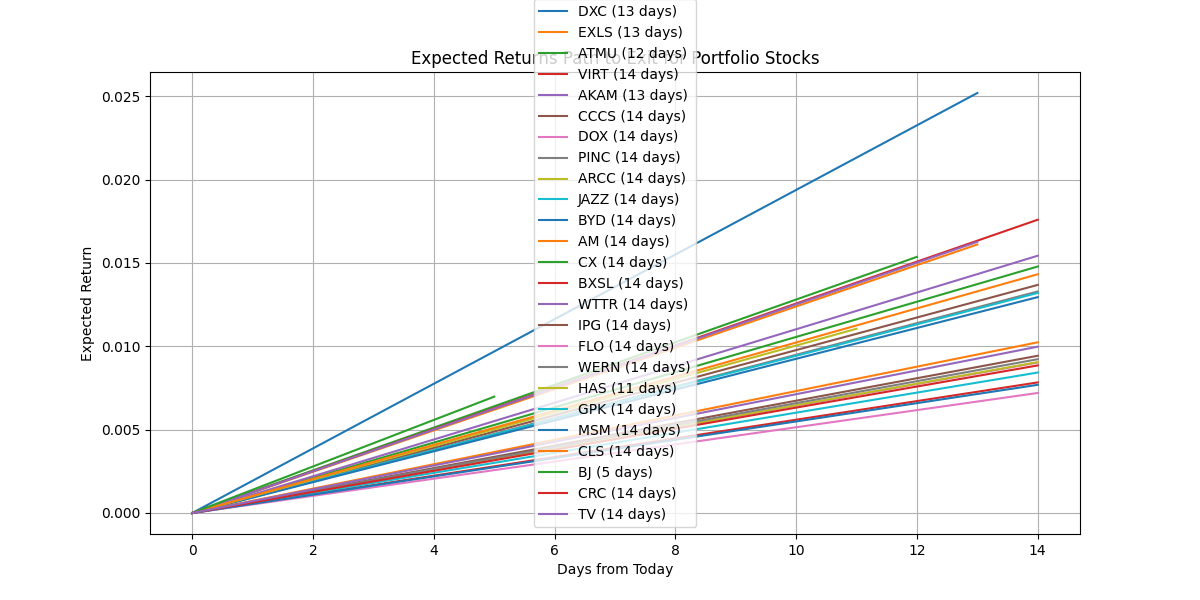 Expected Returns Path to Exit for Portfolio Stocks
DXC (13 days)
EXLS (13 days)
ATMU (12 days)
VIRT (14 days)
AKAM (13 days)
CCCS (14 days)
DOX (14 days)
PINC (14 days)
ARCC (14 days)
JAZZ (14 days)
BYD (14 days)
AM (14 days)
CX (14 days)
BXSL (14 days)
WTTR (14 days)
IPG (14 days)
FLO (14 days)
WERN (14 days)
HAS (11 days)
GPK (14 days)
MSM (14 days)
CLS (14 days)
BJ (5 days)
CRC (14 days)
TV (14 days)
Expected Return
0.025
0.020
0.015
0.010
0.005
0.000
0 2 4 6 8 10 12 14
Days from Today